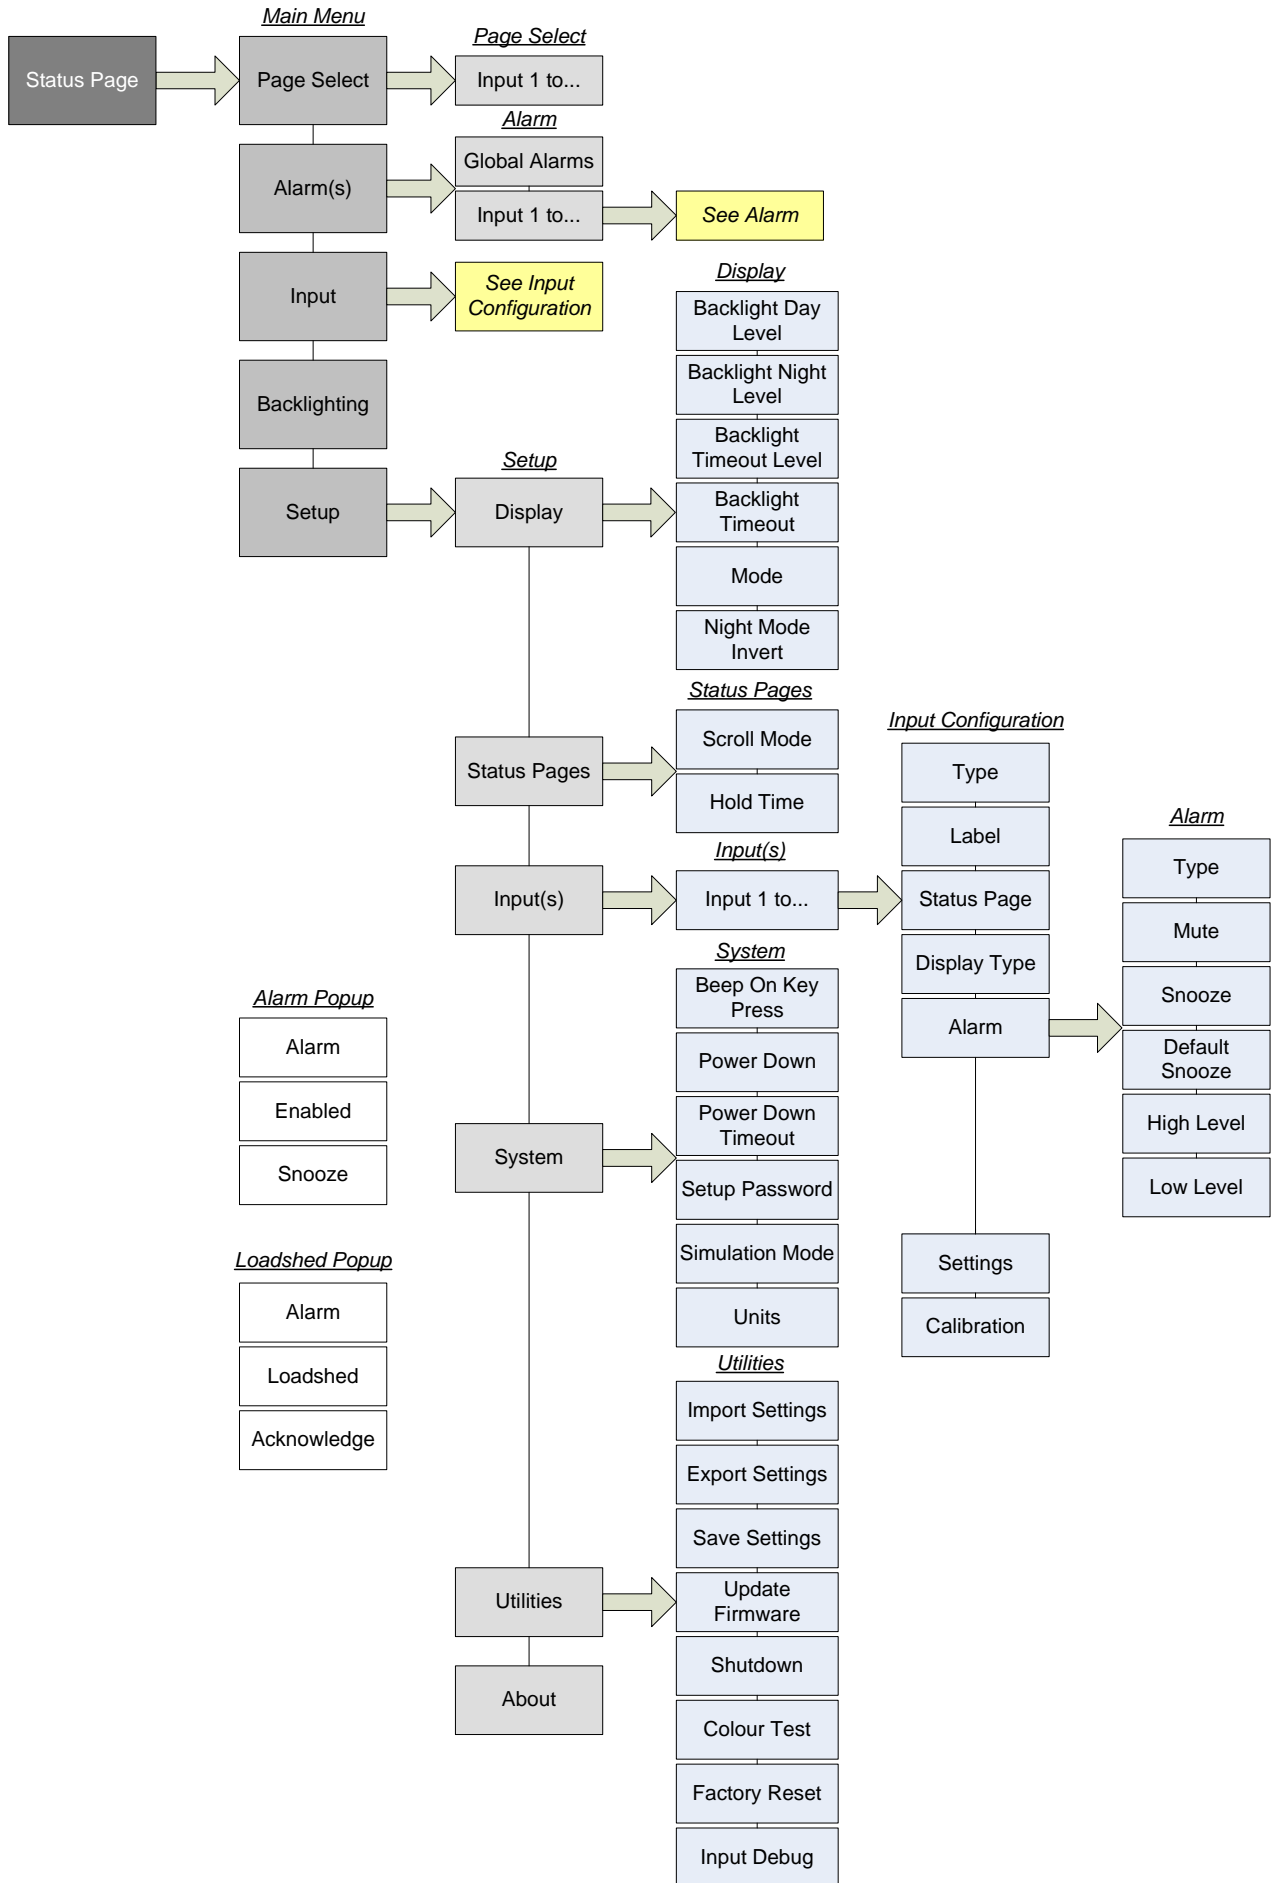 Main Menu
Status Page
Page Select
Alarm(s)
Input
Backlighting
Setup
Page Select
Input 1 to...
Alarm
Global Alarms
Input 1 to...
See Alarm
See Input
Configuration
Setup
Display
Status Pages
Input(s)
System
Utilities
About
Display
Backlight Day
Level
Backlight Night
Level
Backlight
Timeout Level
Backlight
Timeout
Mode
Night Mode
Invert
Status Pages
Scroll Mode
Hold Time
Input(s)
Input 1 to...
System
Beep On Key
Press
Power Down
Power Down
Timeout
Setup Password
Simulation Mode
Units
Utilities
Import Settings
Export Settings
Save Settings
Update
Firmware
Shutdown
Colour Test
Factory Reset
Input Debug
Input Configuration
Type
Label
Status Page
Display Type
Alarm
Settings
Calibration
Alarm
Type
Mute
Snooze
Default
Snooze
High Level
Low Level
Alarm Popup
Alarm
Enabled
Snooze
Loadshed Popup
Alarm
Loadshed
Acknowledge